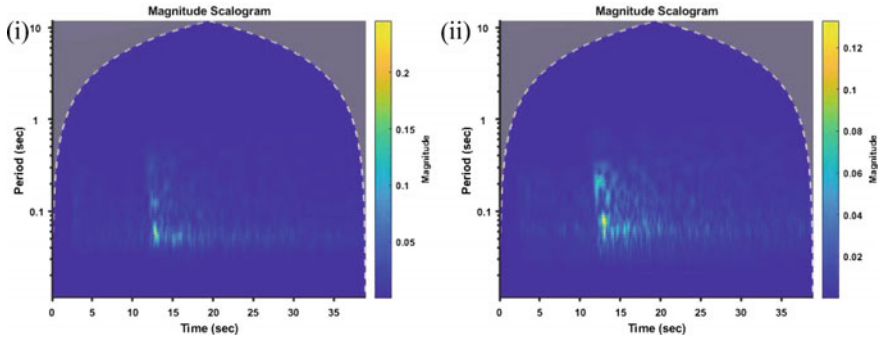 (i)
Magnitude Scalogram
10
1
0.1
Period (sec)
0 5 10 15 20 25 30 35
Time (sec)
0.2
0.15
0.1
0.05
Magnitude
(ii)
Magnitude Scalogram
10
1
0.1
Period (sec)
0 5 10 15 20 25 30 35
Time (sec)
0.12
0.1
0.08
0.06
0.04
0.02
Magnitude